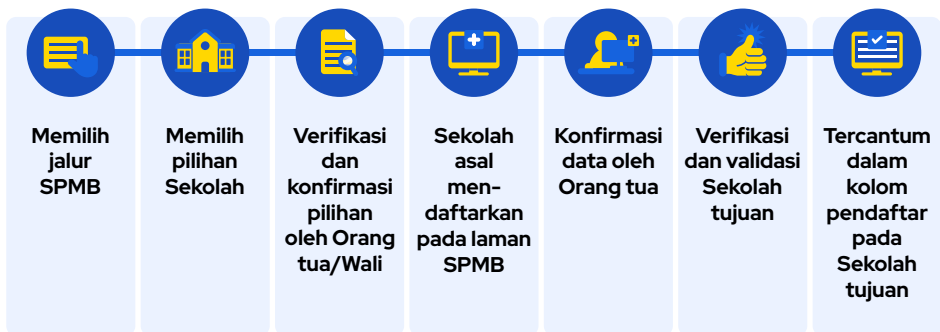 Memilih
jalur
SPMB
Memilih
pilihan
Sekolah
Verifikasi
dan
konfirmasi
pilihan
oleh Orang
tua/Wali
Sekolah
asal
men-
daftarkan
pada laman
SPMB
Konfirmasi
data oleh
Orang tua
Verifikasi
dan validasi
Sekolah
tujuan
Tercantum
dalam
kolom
pendaftar
pada
Sekolah
tujuan